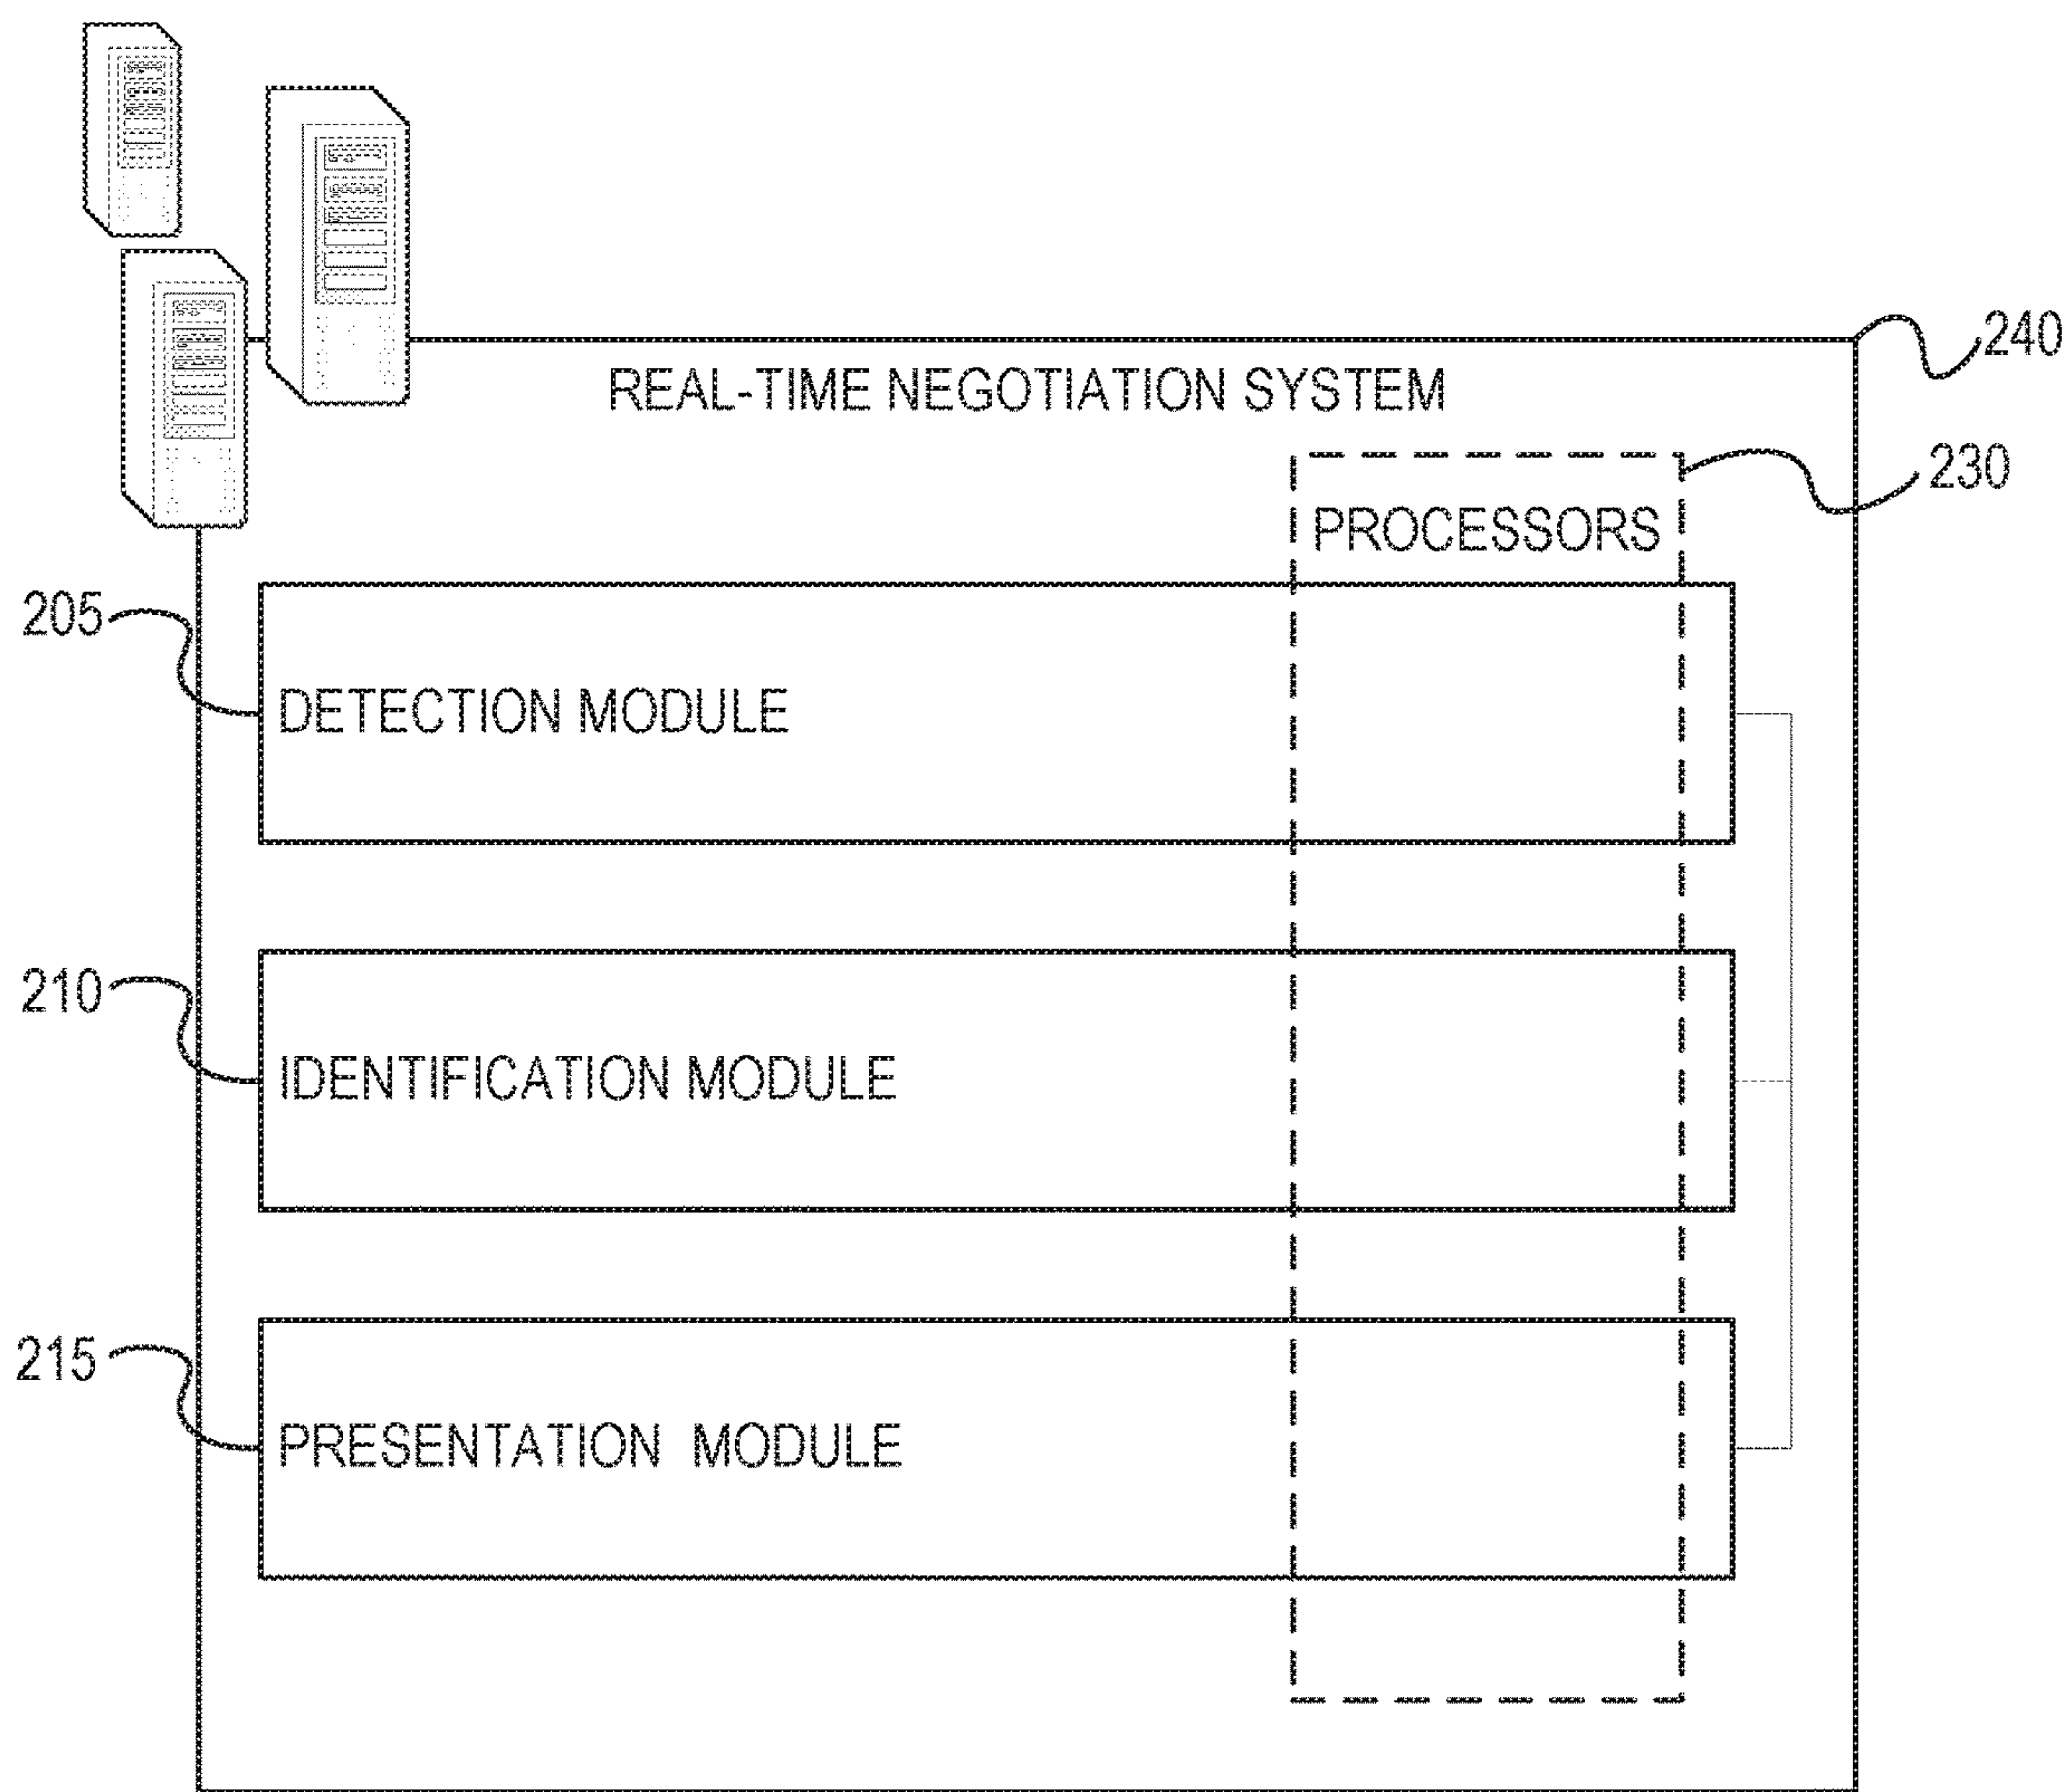 240
REAL-TIME NEGOTIATION SYSTEM
230
PROCESSORS
205
DETECTION MODULE
210
IDENTIFICATION MODULE
215
PRESENTATION MODULE